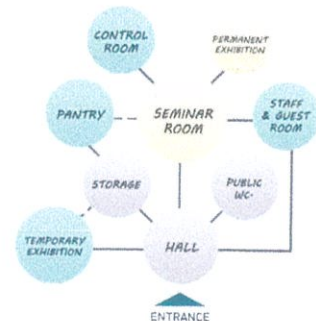 CONTROL
ROOM
PERMANENT
EXHIBITION
PANTRY
SEMINAR
ROOM
STAFF
& GUEST
ROOM
STORAGE
PUBLIC
WC.
TEMPORARY
EXHIBITION
HALL
ENTRANCE